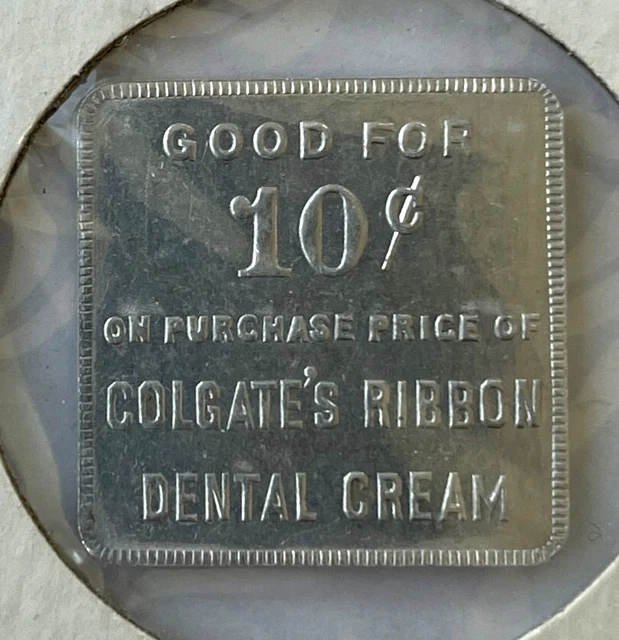 GOOD FOR
10¢
ON PURCHASE PRICE OF
COLGATE'S RIBBON
DENTAL CREAM